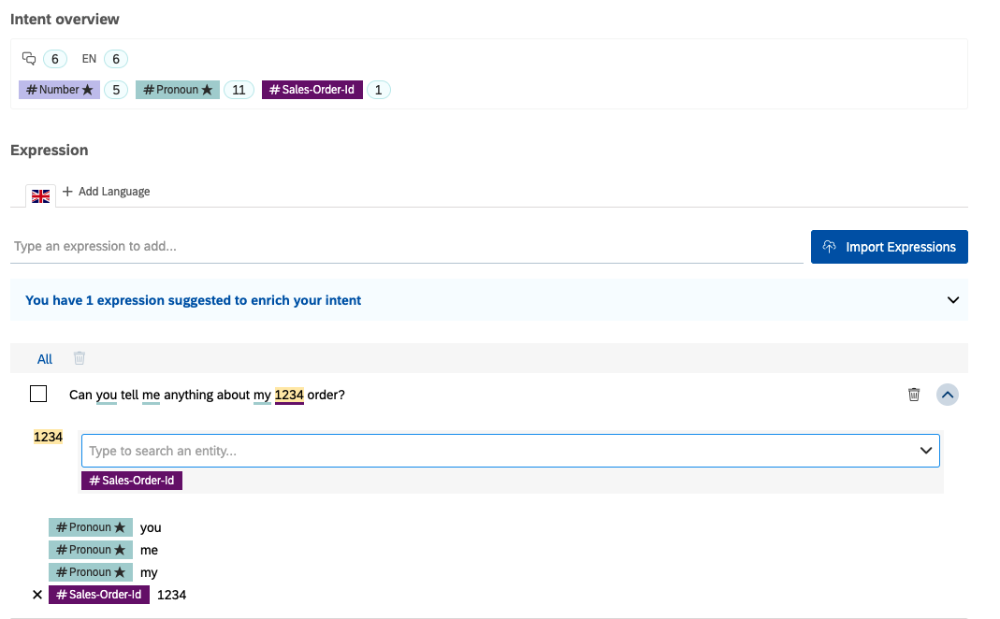 Intent overview
6 EN 6
#Number★ 5 #Pronoun★ 11 #Sales-Order-Id 1
Expression
+ Add Language
Type an expression to add...
Import Expressions
You have 1 expression suggested to enrich your intent
All
Can you tell me anything about my 1234 order?
1234
Type to search an entity...
#Sales-Order-Id
#Pronoun★ you
#Pronoun★ me
#Pronoun★ my
#Sales-Order-Id 1234